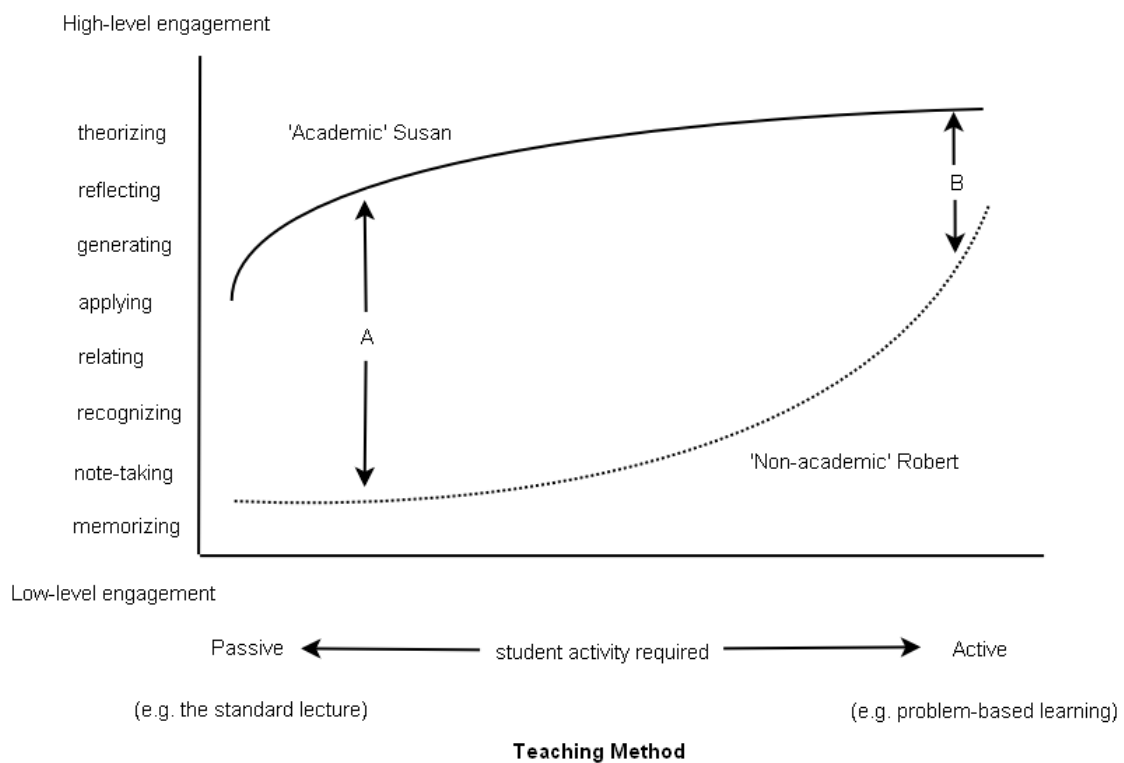 High-level engagement
theorizing
'Academic' Susan
reflecting
B
generating
applying
A
relating
recognizing
note-taking
'Non-academic' Robert
memorizing
Low-level engagement
Passive
student activity required
Active
(e.g. the standard lecture)
(e.g. problem-based learning)
Teaching Method